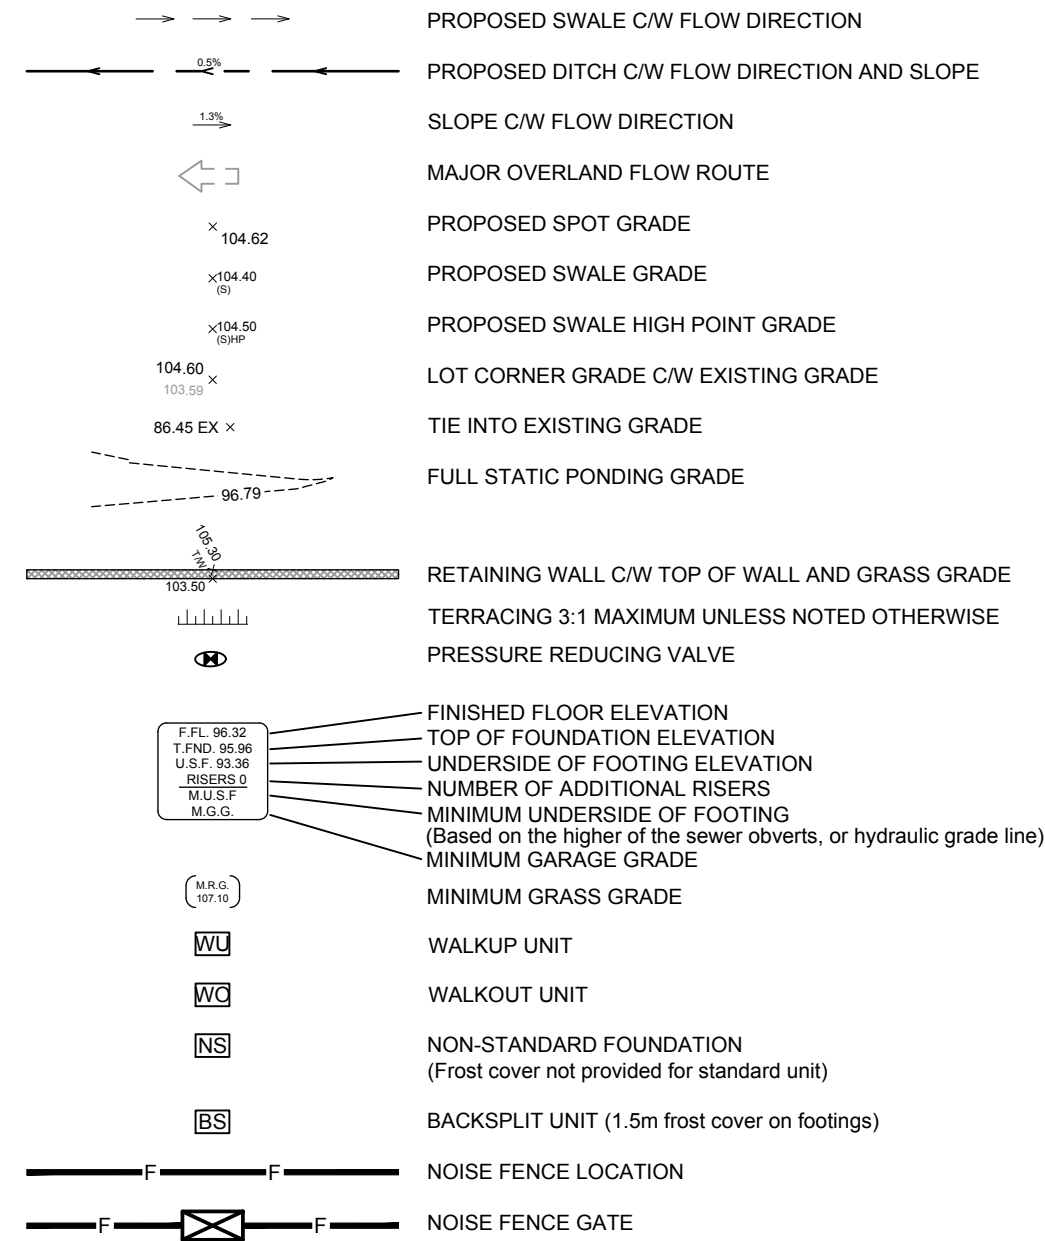 PROPOSED SWALE C/W FLOW DIRECTION
0.5%
PROPOSED DITCH C/W FLOW DIRECTION AND SLOPE
1.3%
SLOPE C/W FLOW DIRECTION
MAJOR OVERLAND FLOW ROUTE
104.62
PROPOSED SPOT GRADE
104.40
(S)
PROPOSED SWALE GRADE
104.50
(S)HP
PROPOSED SWALE HIGH POINT GRADE
104.60
103.59
LOT CORNER GRADE C/W EXISTING GRADE
86.45 EX
TIE INTO EXISTING GRADE
96.79
FULL STATIC PONDING GRADE
105.30
T/W
103.50
RETAINING WALL C/W TOP OF WALL AND GRASS GRADE
TERRACING 3:1 MAXIMUM UNLESS NOTED OTHERWISE
PRESSURE REDUCING VALVE
F.FL. 96.32
T.FND. 95.96
U.S.F. 93.36
RISERS 0
M.U.S.F
M.G.G.
FINISHED FLOOR ELEVATION
TOP OF FOUNDATION ELEVATION
UNDERSIDE OF FOOTING ELEVATION
NUMBER OF ADDITIONAL RISERS
MINIMUM UNDERSIDE OF FOOTING
(Based on the higher of the sewer obverts, or hydraulic grade line)
MINIMUM GARAGE GRADE
M.R.G.
107.10
MINIMUM GRASS GRADE
WU
WALKUP UNIT
WO
WALKOUT UNIT
NS
NON-STANDARD FOUNDATION
(Frost cover not provided for standard unit)
BS
BACKSPLIT UNIT (1.5m frost cover on footings)
F F
NOISE FENCE LOCATION
F F
NOISE FENCE GATE